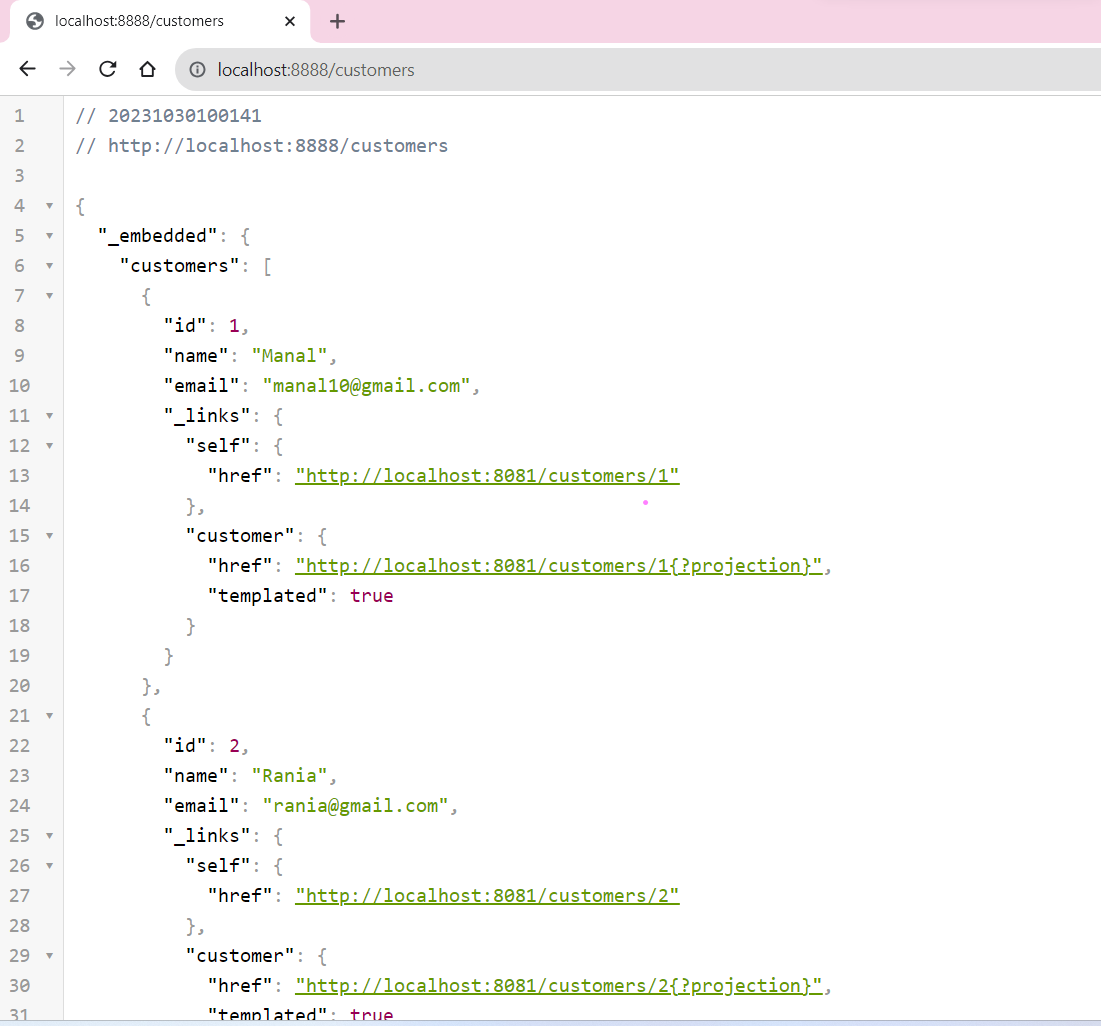 localhost:8888/customers
localhost:8888/customers
1 // 20231030100141
2 // http://localhost:8888/customers
3
4 {
5 "_embedded": {
6 "customers": [
7 {
8 "id": 1,
9 "name": "Manal",
10 "email": "manal10@gmail.com",
11 "_links": {
12 "self": {
13 "href": "http://localhost:8081/customers/1"
14 },
15 "customer": {
16 "href": "http://localhost:8081/customers/1{?projection}",
17 "templated": true
18 }
19 }
20 },
21 {
22 "id": 2,
23 "name": "Rania",
24 "email": "rania@gmail.com",
25 "_links": {
26 "self": {
27 "href": "http://localhost:8081/customers/2"
28 },
29 "customer": {
30 "href": "http://localhost:8081/customers/2{?projection}",
31 "templated": true